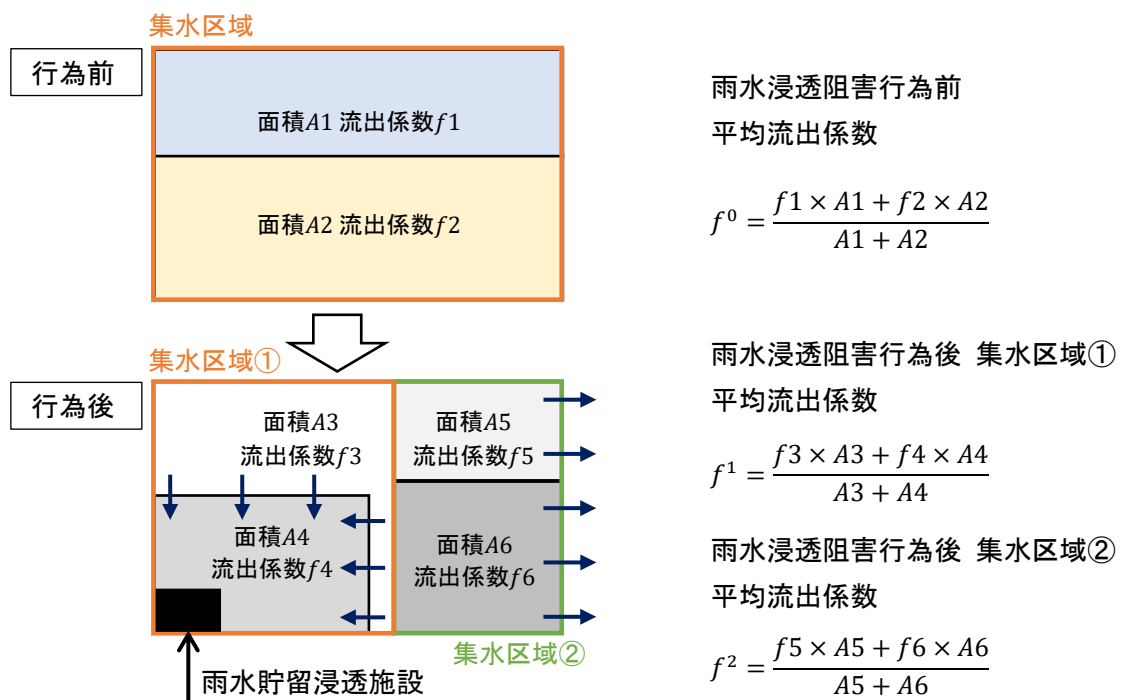 集水区域
行為前
面積A1 流出係数f1
面積A2 流出係数f2
雨水浸透阻害行為前
平均流出係数
f⁰ = (f1 × A1 + f2 × A2) / (A1 + A2)
集水区域①
行為後
面積A3
流出係数f3
面積A4
流出係数f4
面積A5
流出係数f5
面積A6
流出係数f6
集水区域②
雨水貯留浸透施設
雨水浸透阻害行為後 集水区域①
平均流出係数
f¹ = (f3 × A3 + f4 × A4) / (A3 + A4)
雨水浸透阻害行為後 集水区域②
平均流出係数
f² = (f5 × A5 + f6 × A6) / (A5 + A6)